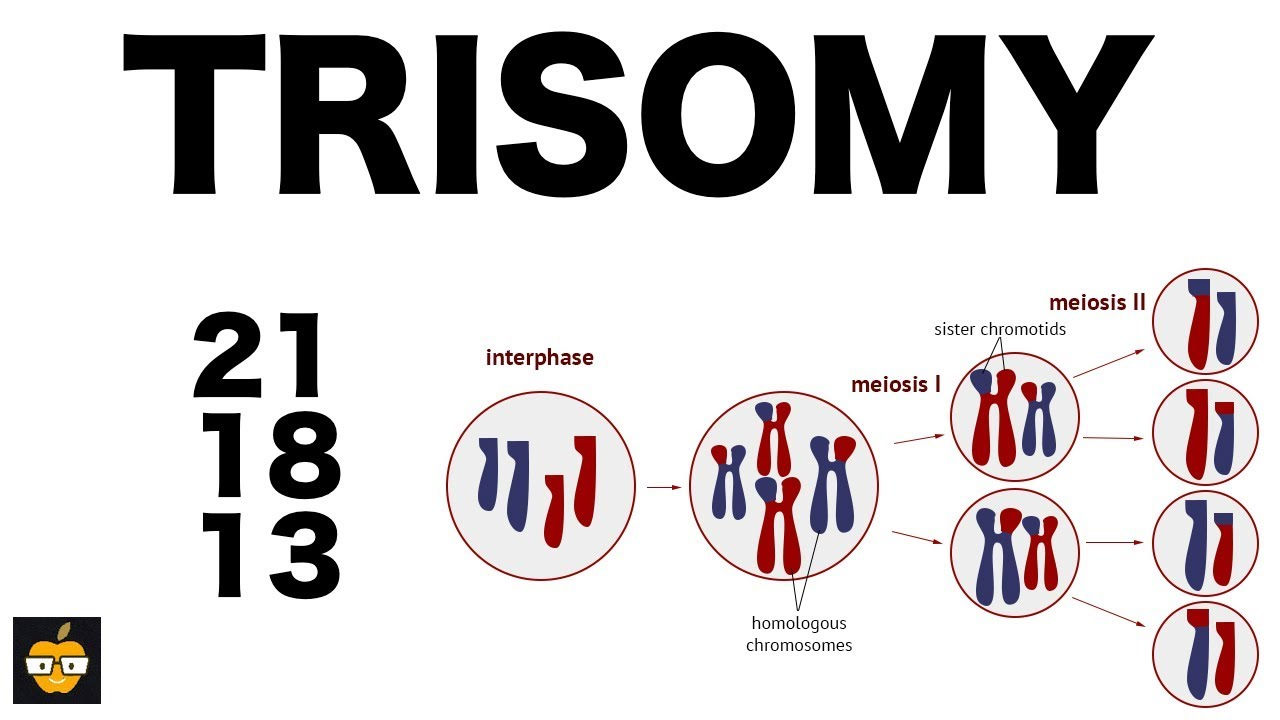 TRISOMY
21
18
13
interphase
meiosis I
meiosis II
sister chromotids
homologous
chromosomes